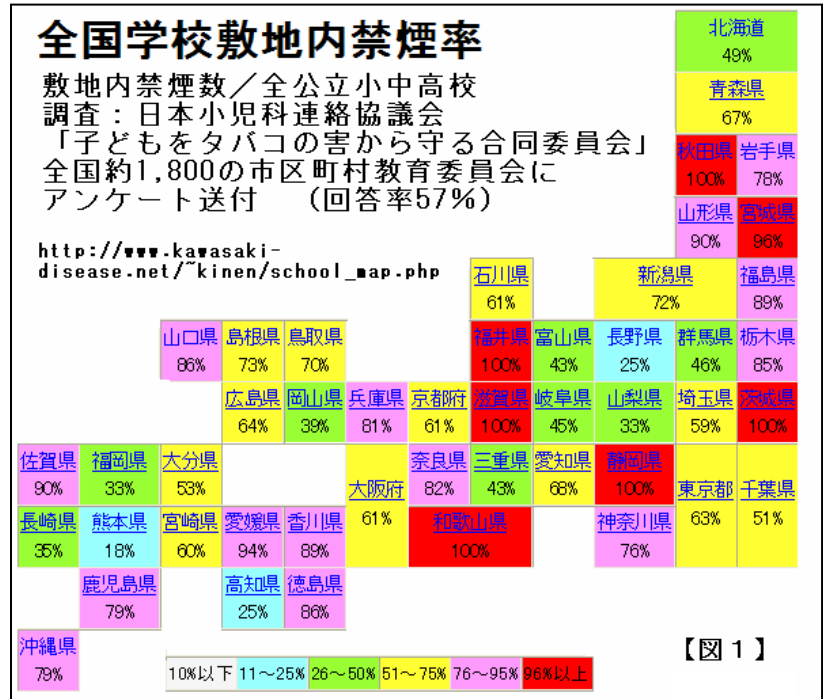 全国学校敷地内禁煙率
敷地内禁煙数／全公立小中高校
調査：日本小児科連絡協議会
「子どもをタバコの害から守る合同委員会」
全国約1,800の市区町村教育委員会に
アンケート送付　（回答率57%）
http://www.kawasaki-
disease.net/~kinen/school_map.php
北海道
49%
青森県
67%
秋田県 岩手県
100% 78%
山形県 宮城県
90% 96%
石川県 新潟県 福島県
61% 72% 89%
山口県 島根県 鳥取県 福井県 富山県 長野県 群馬県 栃木県
86% 73% 70% 100% 43% 25% 46% 85%
広島県 岡山県 兵庫県 京都府 滋賀県 岐阜県 山梨県 埼玉県 茨城県
64% 39% 81% 61% 100% 45% 33% 59% 100%
佐賀県 福岡県 大分県 奈良県 三重県 愛知県 静岡県
90% 33% 53% 82% 43% 68% 100%
大阪府 東京都 千葉県
61% 63% 51%
長崎県 熊本県 宮崎県 愛媛県 香川県 和歌山県 神奈川県
35% 18% 60% 94% 89% 100% 76%
鹿児島県 高知県 徳島県
79% 25% 86%
沖縄県
79%
10%以下 11～25% 26～50% 51～75% 76～95% 96%以上
【図１】